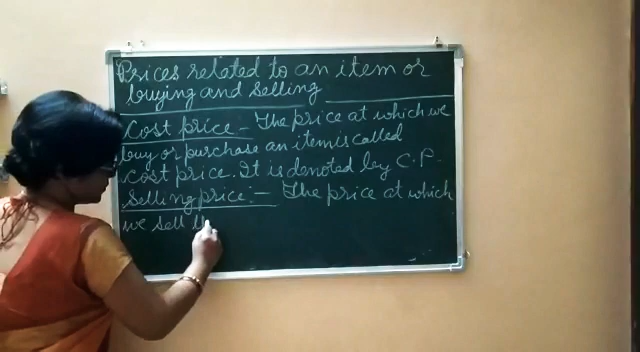 Prices related to an item or
buying and selling
Cost price - The price at which we
buy or purchase an item is called
cost price. It is denoted by C.P.
Selling price:- The price at which
we sell